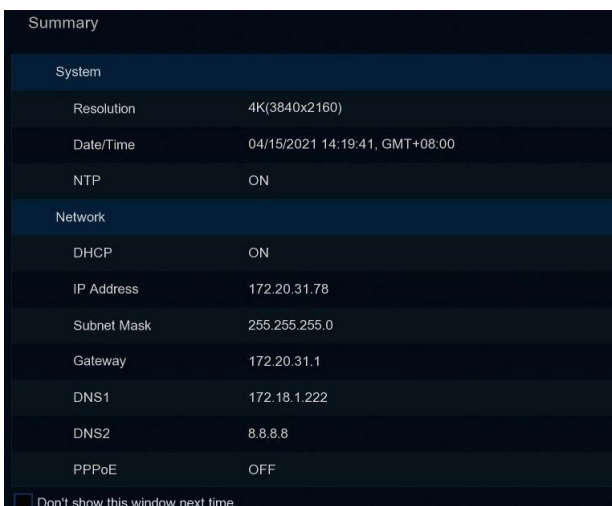 Summary
System
Resolution 4K(3840x2160)
Date/Time 04/15/2021 14:19:41, GMT+08:00
NTP ON
Network
DHCP ON
IP Address 172.20.31.78
Subnet Mask 255.255.255.0
Gateway 172.20.31.1
DNS1 172.18.1.222
DNS2 8.8.8.8
PPPoE OFF
Don't show this window next time